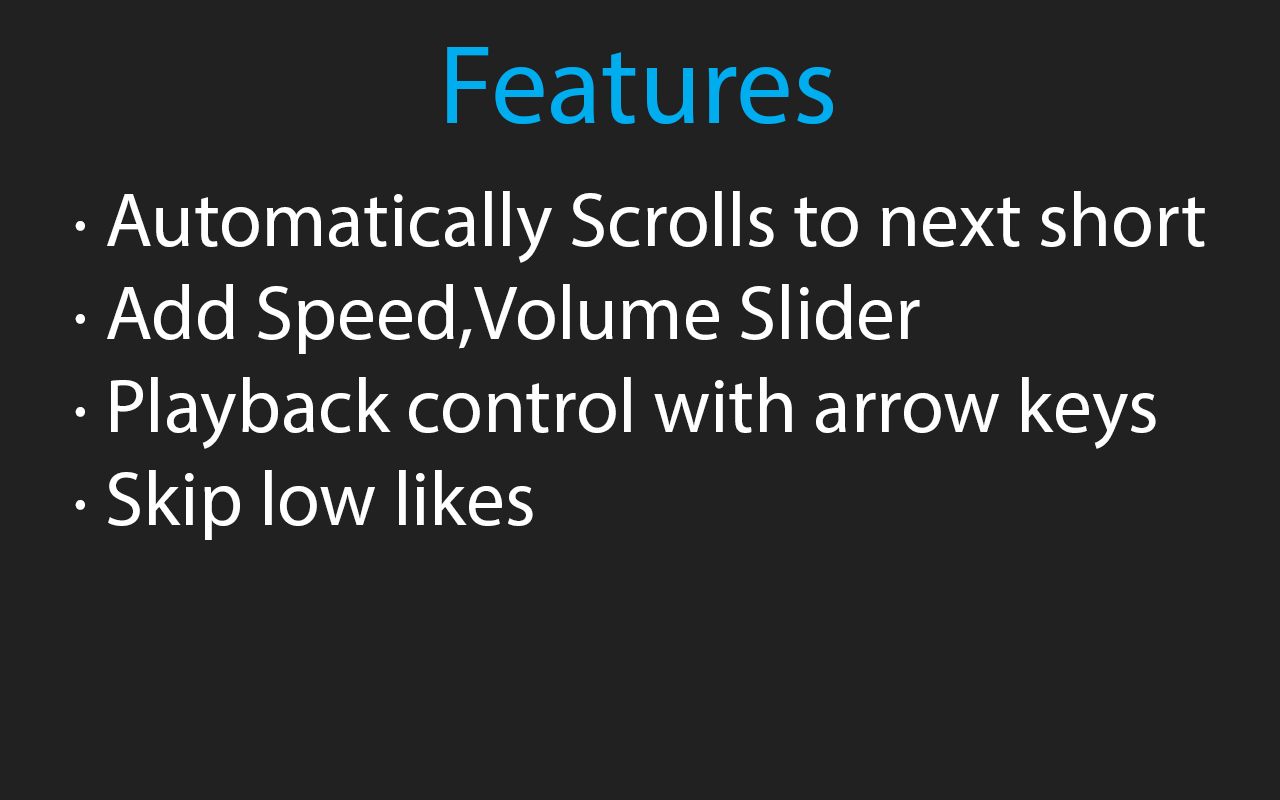 Features
· Automatically Scrolls to next short
· Add Speed,Volume Slider
· Playback control with arrow keys
· Skip low likes